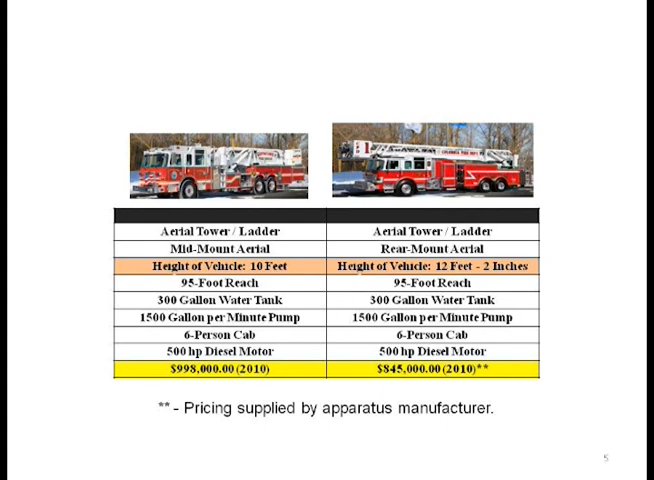 Aerial Tower / Ladder Aerial Tower / Ladder
Mid-Mount Aerial Rear-Mount Aerial
Height of Vehicle: 10 Feet Height of Vehicle: 12 Feet - 2 Inches
95-Foot Reach 95-Foot Reach
300 Gallon Water Tank 300 Gallon Water Tank
1500 Gallon per Minute Pump 1500 Gallon per Minute Pump
6-Person Cab 6-Person Cab
500 hp Diesel Motor 500 hp Diesel Motor
$998,000.00 (2010) $845,000.00 (2010)**
** - Pricing supplied by apparatus manufacturer.
5